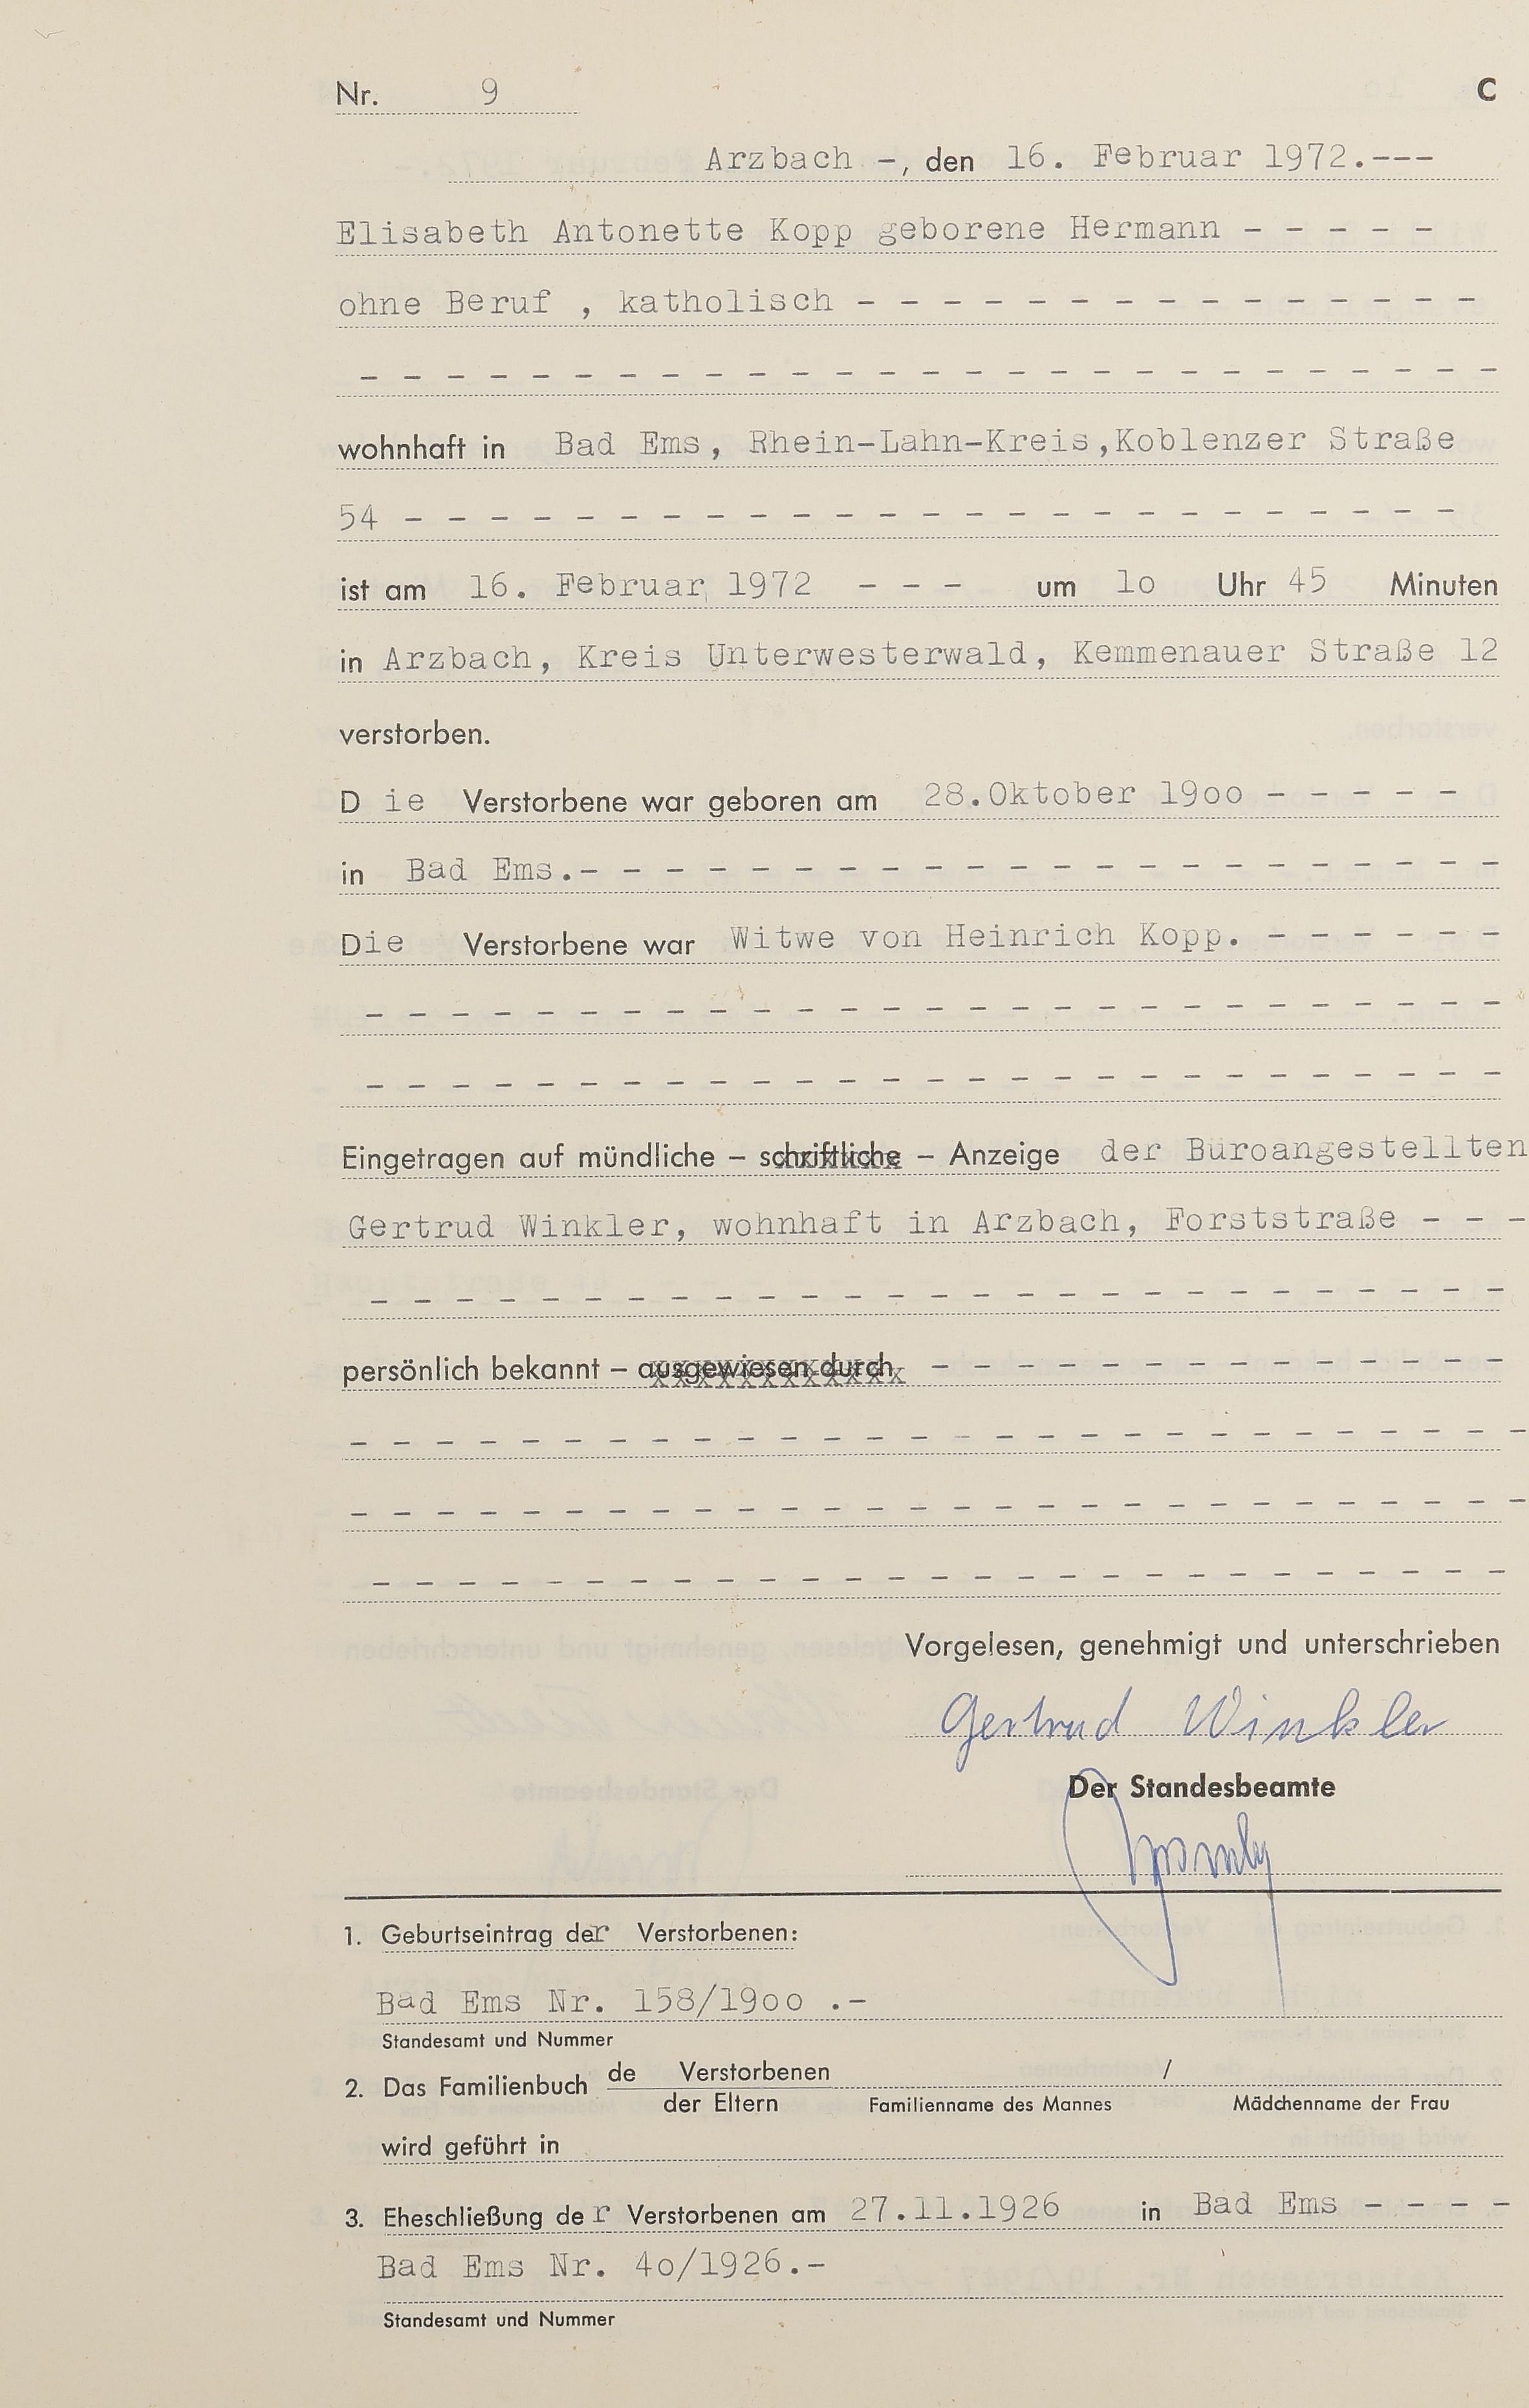 Nr. 9 C
Arzbach -, den 16. Februar 1972.---
Elisabeth Antonette Kopp geborene Hermann - - - - -
ohne Beruf , katholisch - - - - - - - - - - - - - - -
- - - - - - - - - - - - - - - - - - - - - - - - - - -
wohnhaft in Bad Ems, Rhein-Lahn-Kreis,Koblenzer Straße
54 - - - - - - - - - - - - - - - - - - - - - - - - -
ist am 16. Februar 1972 - - - um 1o Uhr 45 Minuten
in Arzbach, Kreis Unterwesterwald, Kemmenauer Straße 12
verstorben.
D ie Verstorbene war geboren am 28.Oktober 19oo - - - - -
in Bad Ems.- - - - - - - - - - - - - - - - - - - - - -
Die Verstorbene war Witwe von Heinrich Kopp. - - - - - -
- - - - - - - - - - - - - - - - - - - - - - - - - - -
- - - - - - - - - - - - - - - - - - - - - - - - - - -
Eingetragen auf mündliche – schriftliche – Anzeige der Büroangestellten
Gertrud Winkler, wohnhaft in Arzbach, Forststraße - - -
- - - - - - - - - - - - - - - - - - - - - - - - - - -
persönlich bekannt – ausgewiesen durch - - - - - - - - - - - - - -
- - - - - - - - - - - - - - - - - - - - - - - - - - - -
- - - - - - - - - - - - - - - - - - - - - - - - - - - -
- - - - - - - - - - - - - - - - - - - - - - - - - - -
Vorgelesen, genehmigt und unterschrieben
Gertrud Winkler
Der Standesbeamte
1. Geburtseintrag der Verstorbenen:
Bad Ems Nr. 158/19oo .-
Standesamt und Nummer
2. Das Familienbuch de Verstorbenen /
der Eltern Familienname des Mannes Mädchenname der Frau
wird geführt in
3. Eheschließung de r Verstorbenen am 27.11.1926 in Bad Ems - - - -
Bad Ems Nr. 4o/1926.-
Standesamt und Nummer